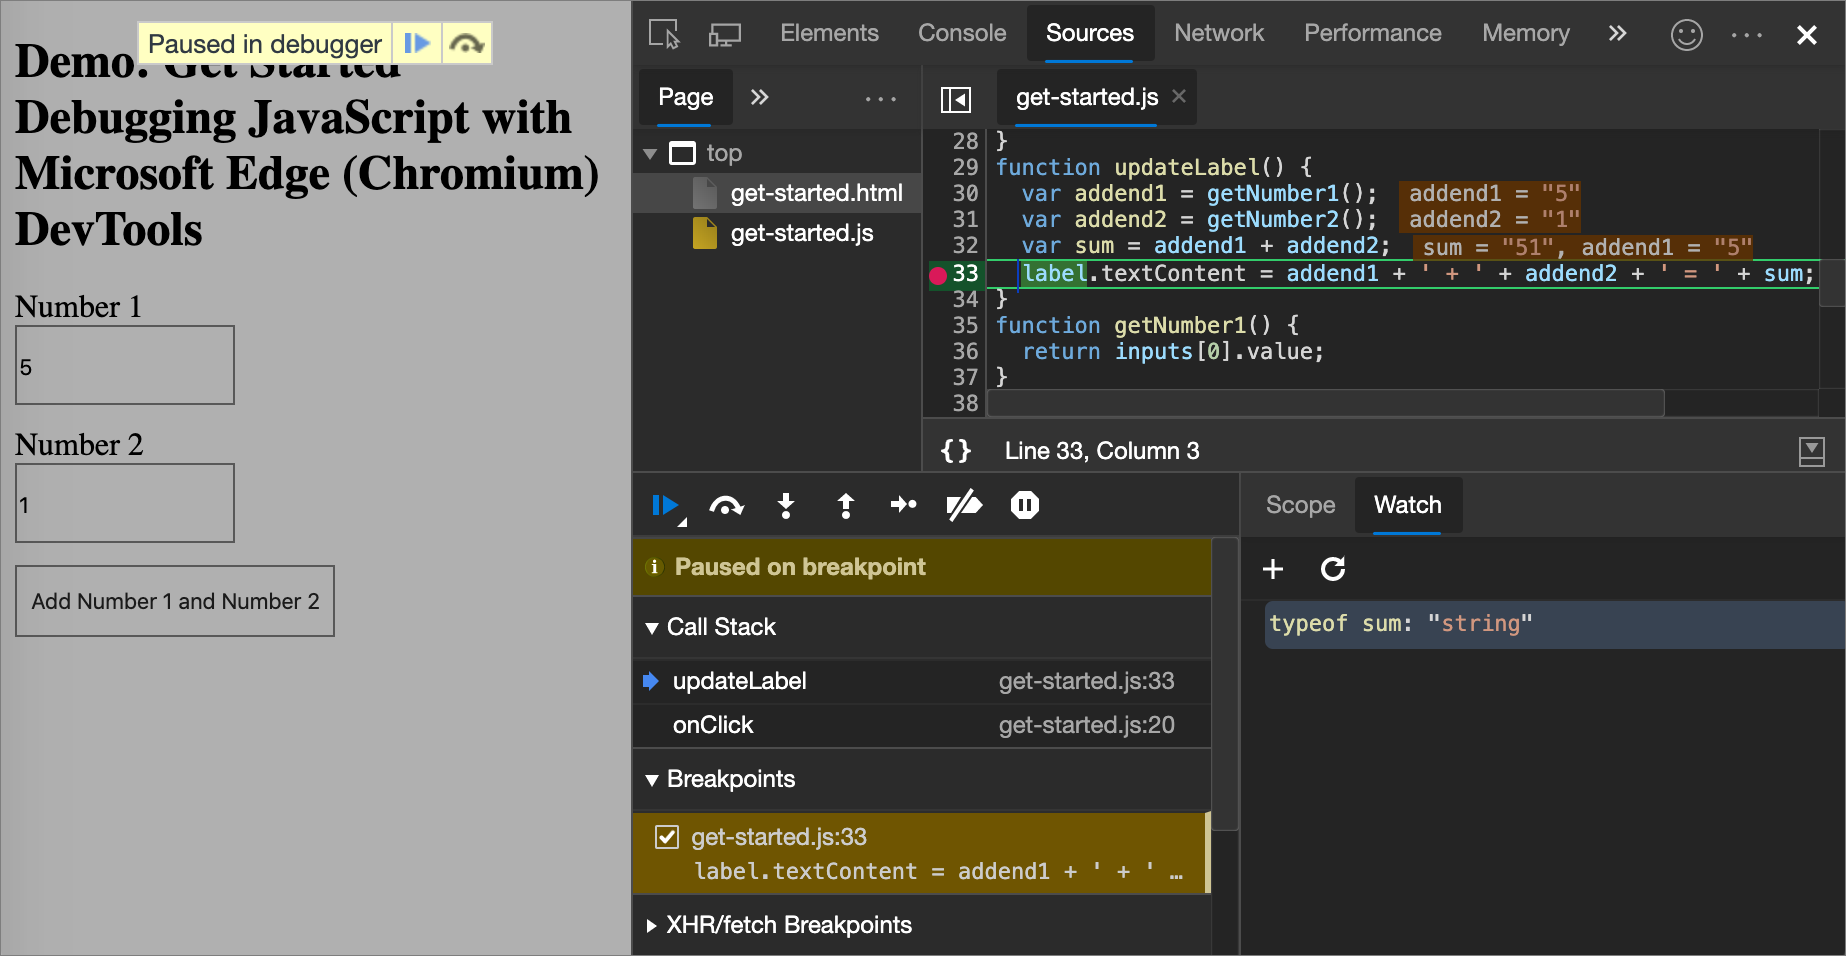 Paused in debugger
Demo: Get Started
Debugging JavaScript with
Microsoft Edge (Chromium)
DevTools
Number 1
5
Number 2
1
Add Number 1 and Number 2
Elements Console Sources Network Performance Memory
Page
top
get-started.html
get-started.js
get-started.js
28 }
29 function updateLabel() {
30 var addend1 = getNumber1(); addend1 = "5"
31 var addend2 = getNumber2(); addend2 = "1"
32 var sum = addend1 + addend2; sum = "51", addend1 = "5"
33 label.textContent = addend1 + ' + ' + addend2 + ' = ' + sum;
34 }
35 function getNumber1() {
36 return inputs[0].value;
37 }
38
{} Line 33, Column 3
Paused on breakpoint
Call Stack
updateLabel get-started.js:33
onClick get-started.js:20
Breakpoints
get-started.js:33
label.textContent = addend1 + ' + ' …
XHR/fetch Breakpoints
Scope Watch
typeof sum: "string"